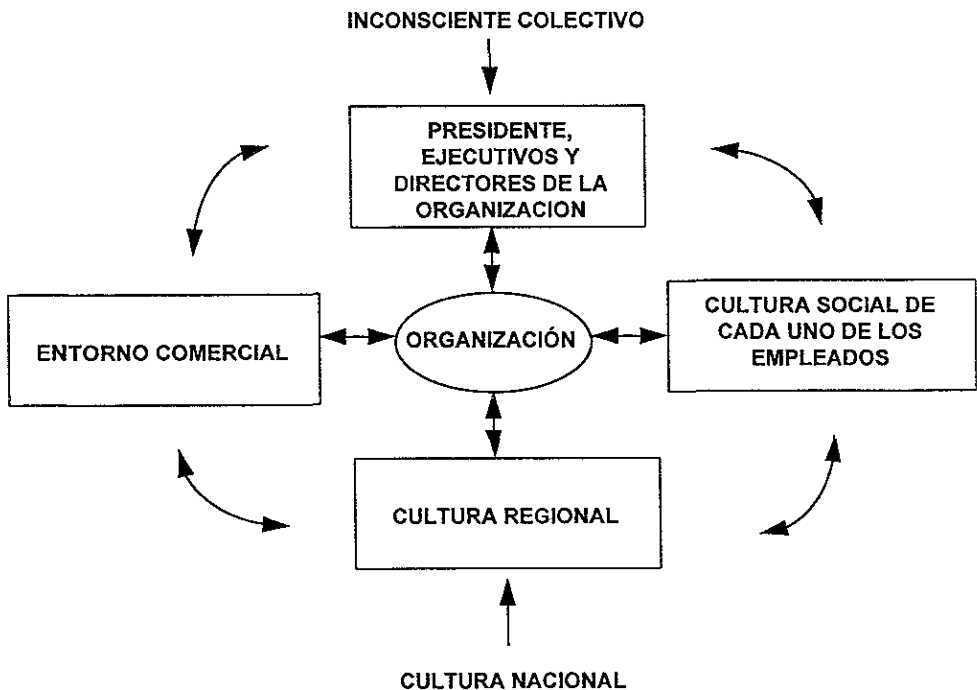 INCONSCIENTE COLECTIVO
PRESIDENTE,
EJECUTIVOS Y
DIRECTORES DE LA
ORGANIZACION
ENTORNO COMERCIAL
ORGANIZACIÓN
CULTURA SOCIAL DE
CADA UNO DE LOS
EMPLEADOS
CULTURA REGIONAL
CULTURA NACIONAL